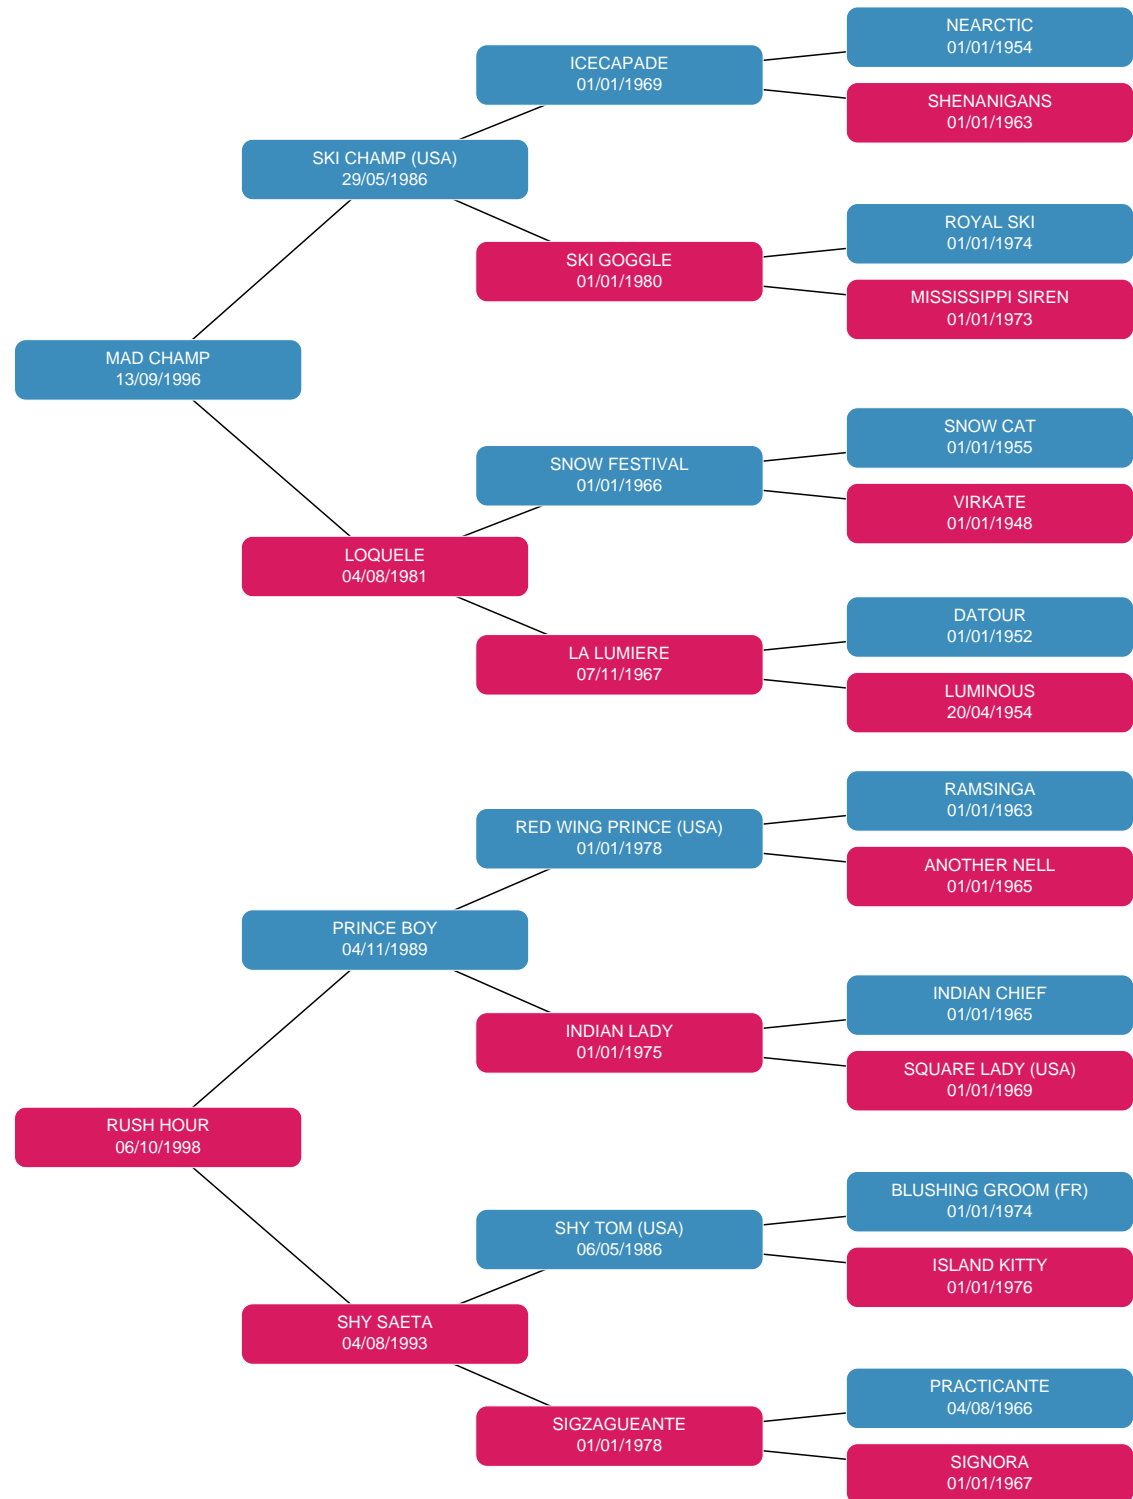 NEARCTIC
01/01/1954
ICECAPADE
01/01/1969
SHENANIGANS
01/01/1963
SKI CHAMP (USA)
29/05/1986
ROYAL SKI
01/01/1974
SKI GOGGLE
01/01/1980
MISSISSIPPI SIREN
01/01/1973
MAD CHAMP
13/09/1996
SNOW CAT
01/01/1955
SNOW FESTIVAL
01/01/1966
VIRKATE
01/01/1948
LOQUELE
04/08/1981
DATOUR
01/01/1952
LA LUMIERE
07/11/1967
LUMINOUS
20/04/1954
RAMSINGA
01/01/1963
RED WING PRINCE (USA)
01/01/1978
ANOTHER NELL
01/01/1965
PRINCE BOY
04/11/1989
INDIAN CHIEF
01/01/1965
INDIAN LADY
01/01/1975
SQUARE LADY (USA)
01/01/1969
RUSH HOUR
06/10/1998
BLUSHING GROOM (FR)
01/01/1974
SHY TOM (USA)
06/05/1986
ISLAND KITTY
01/01/1976
SHY SAETA
04/08/1993
PRACTICANTE
04/08/1966
SIGZAGUEANTE
01/01/1978
SIGNORA
01/01/1967